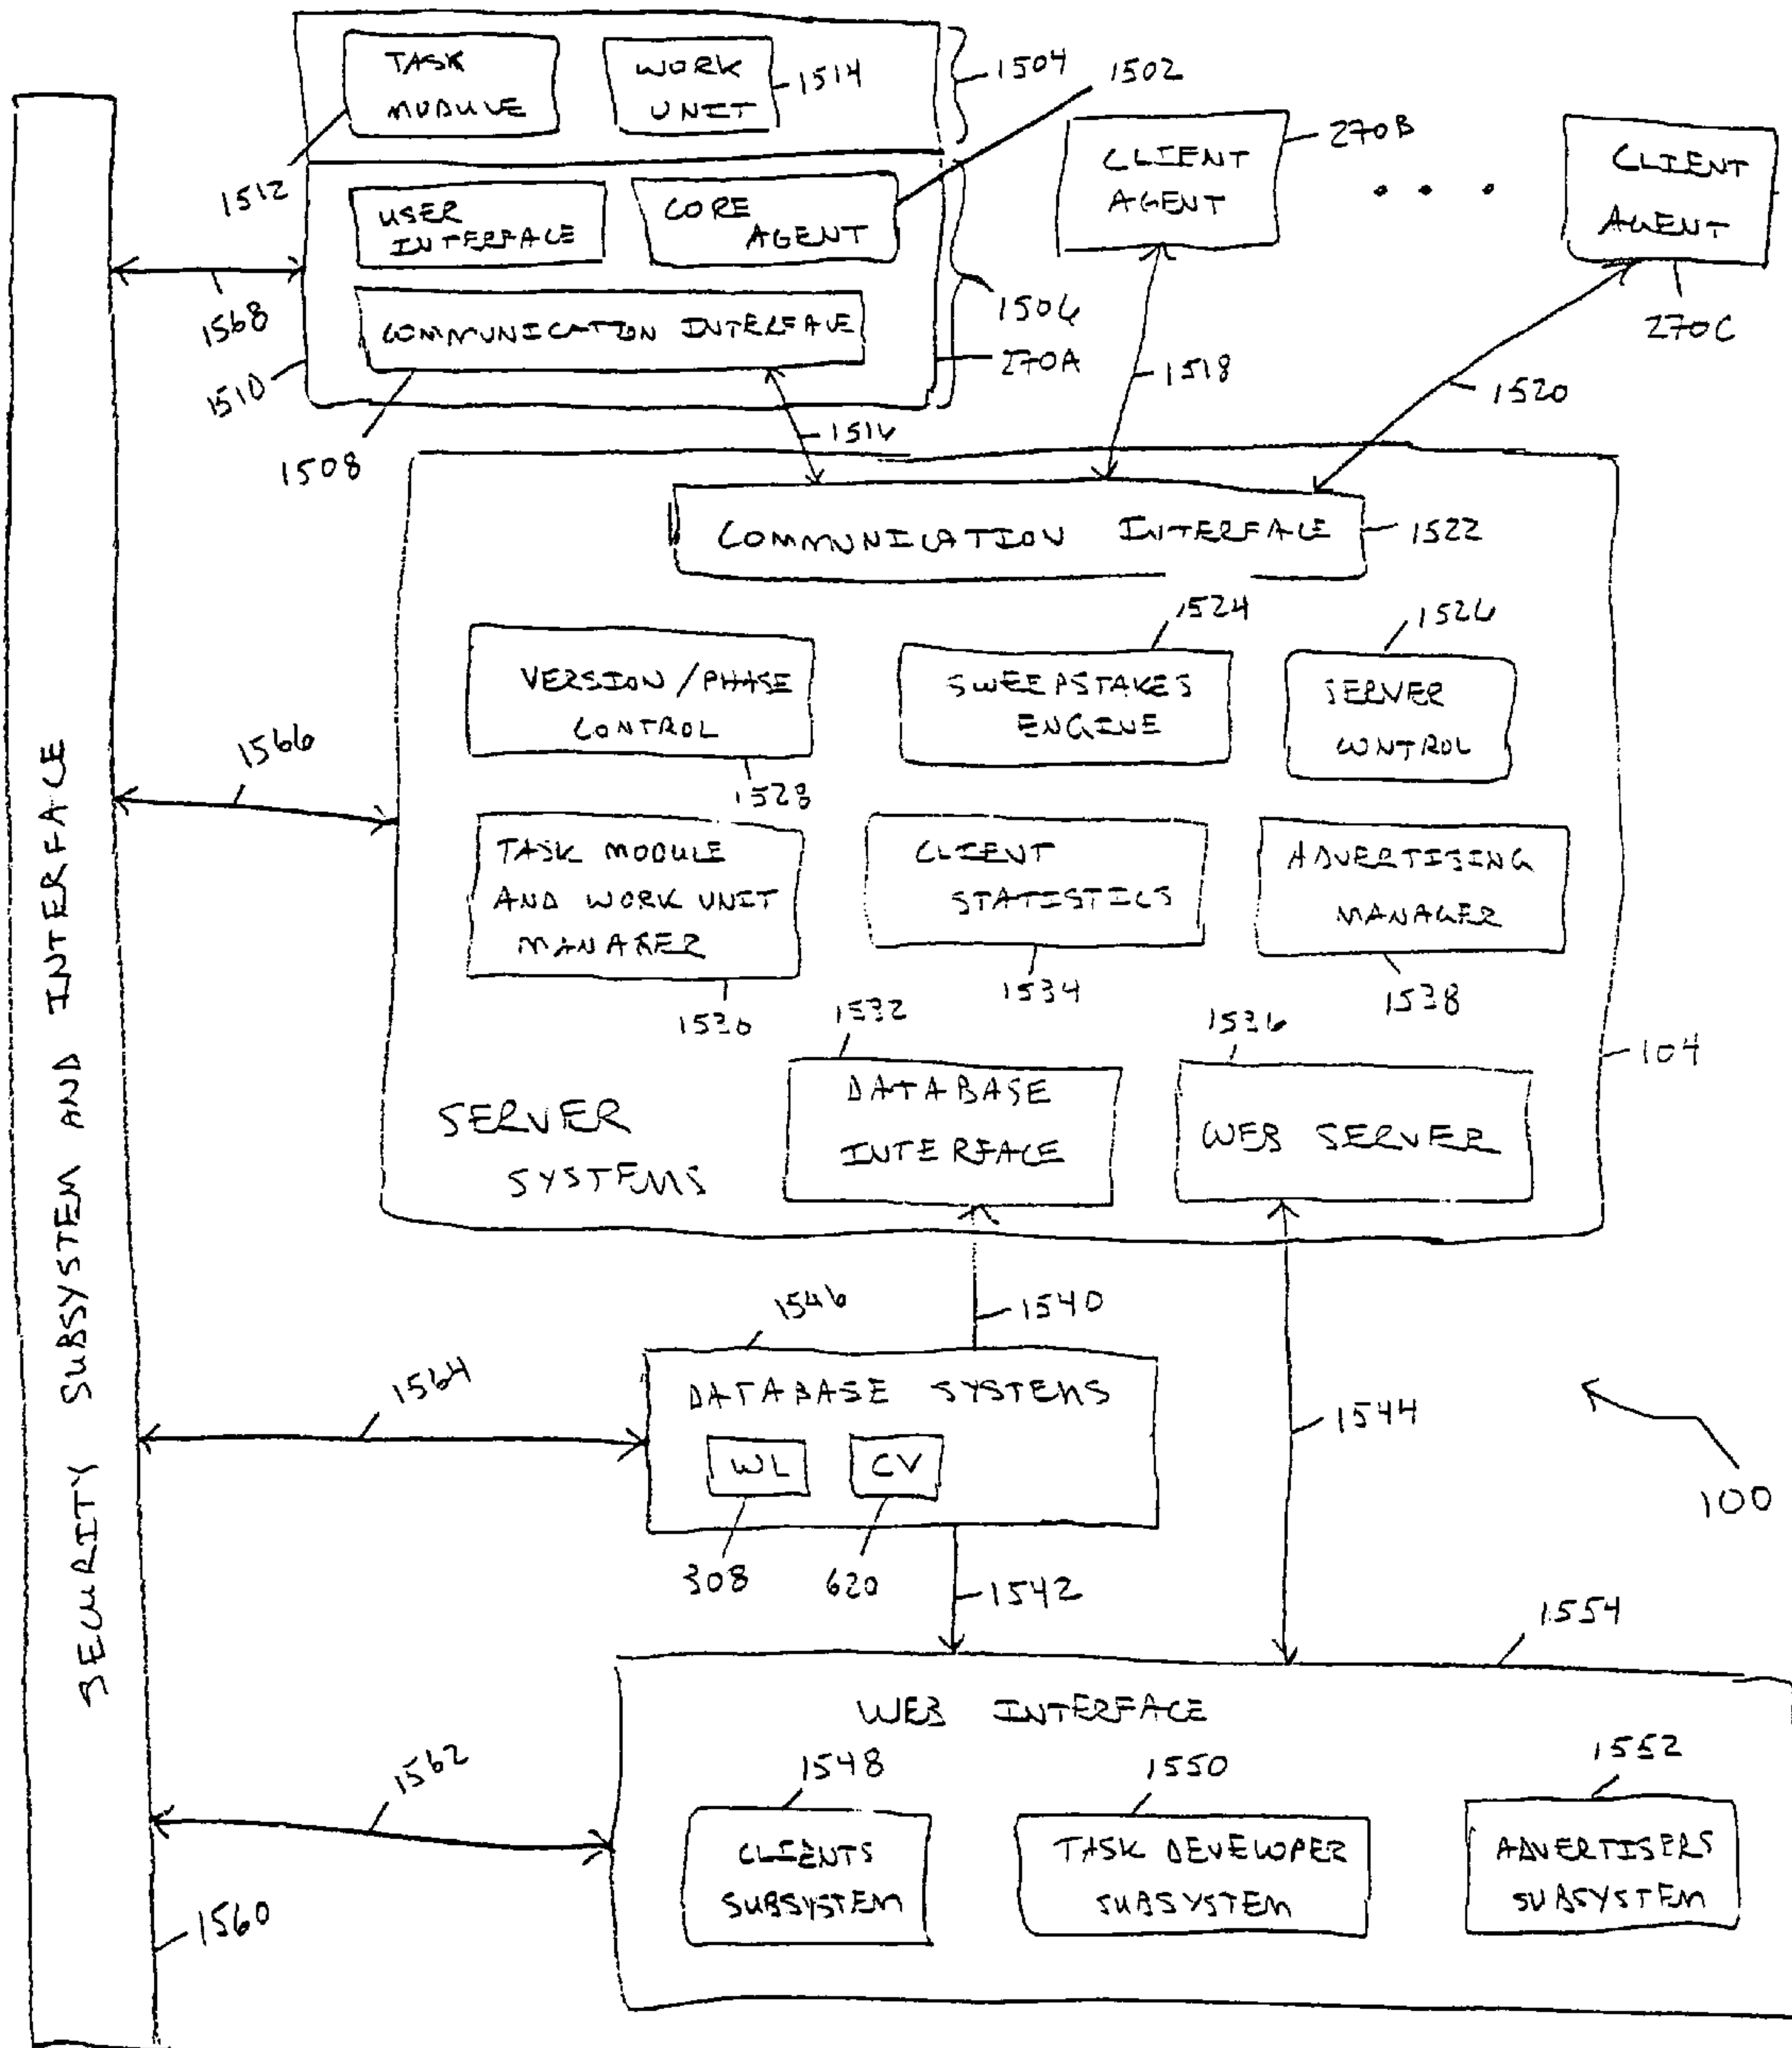 TASK
MODULE
WORK
UNIT
1514
1504
1502
1512
USER
INTERFACE
CORE
AGENT
CLIENT
AGENT
270B
CLIENT
AGENT
270C
1568
1510
COMMUNICATION INTERFACE
1506
270A
1508
1516
1518
1520
COMMUNICATION INTERFACE
1522
1524
1526
VERSION/PHASE
CONTROL
1528
SWEEPSTAKES
ENGINE
SERVER
CONTROL
1566
TASK MODULE
AND WORK UNIT
MANAGER
1530
CLIENT
STATISTICS
1534
ADVERTISING
MANAGER
1538
1532
1536
104
SERVER
SYSTEMS
DATABASE
INTERFACE
WEB SERVER
SECURITY SUBSYSTEM AND INTERFACE
1546
1540
1564
DATABASE SYSTEMS
WL
CV
308
620
1544
100
1542
1554
WEB INTERFACE
1562
1548
1550
1552
CLIENTS
SUBSYSTEM
TASK DEVELOPER
SUBSYSTEM
ADVERTISERS
SUBSYSTEM
1560